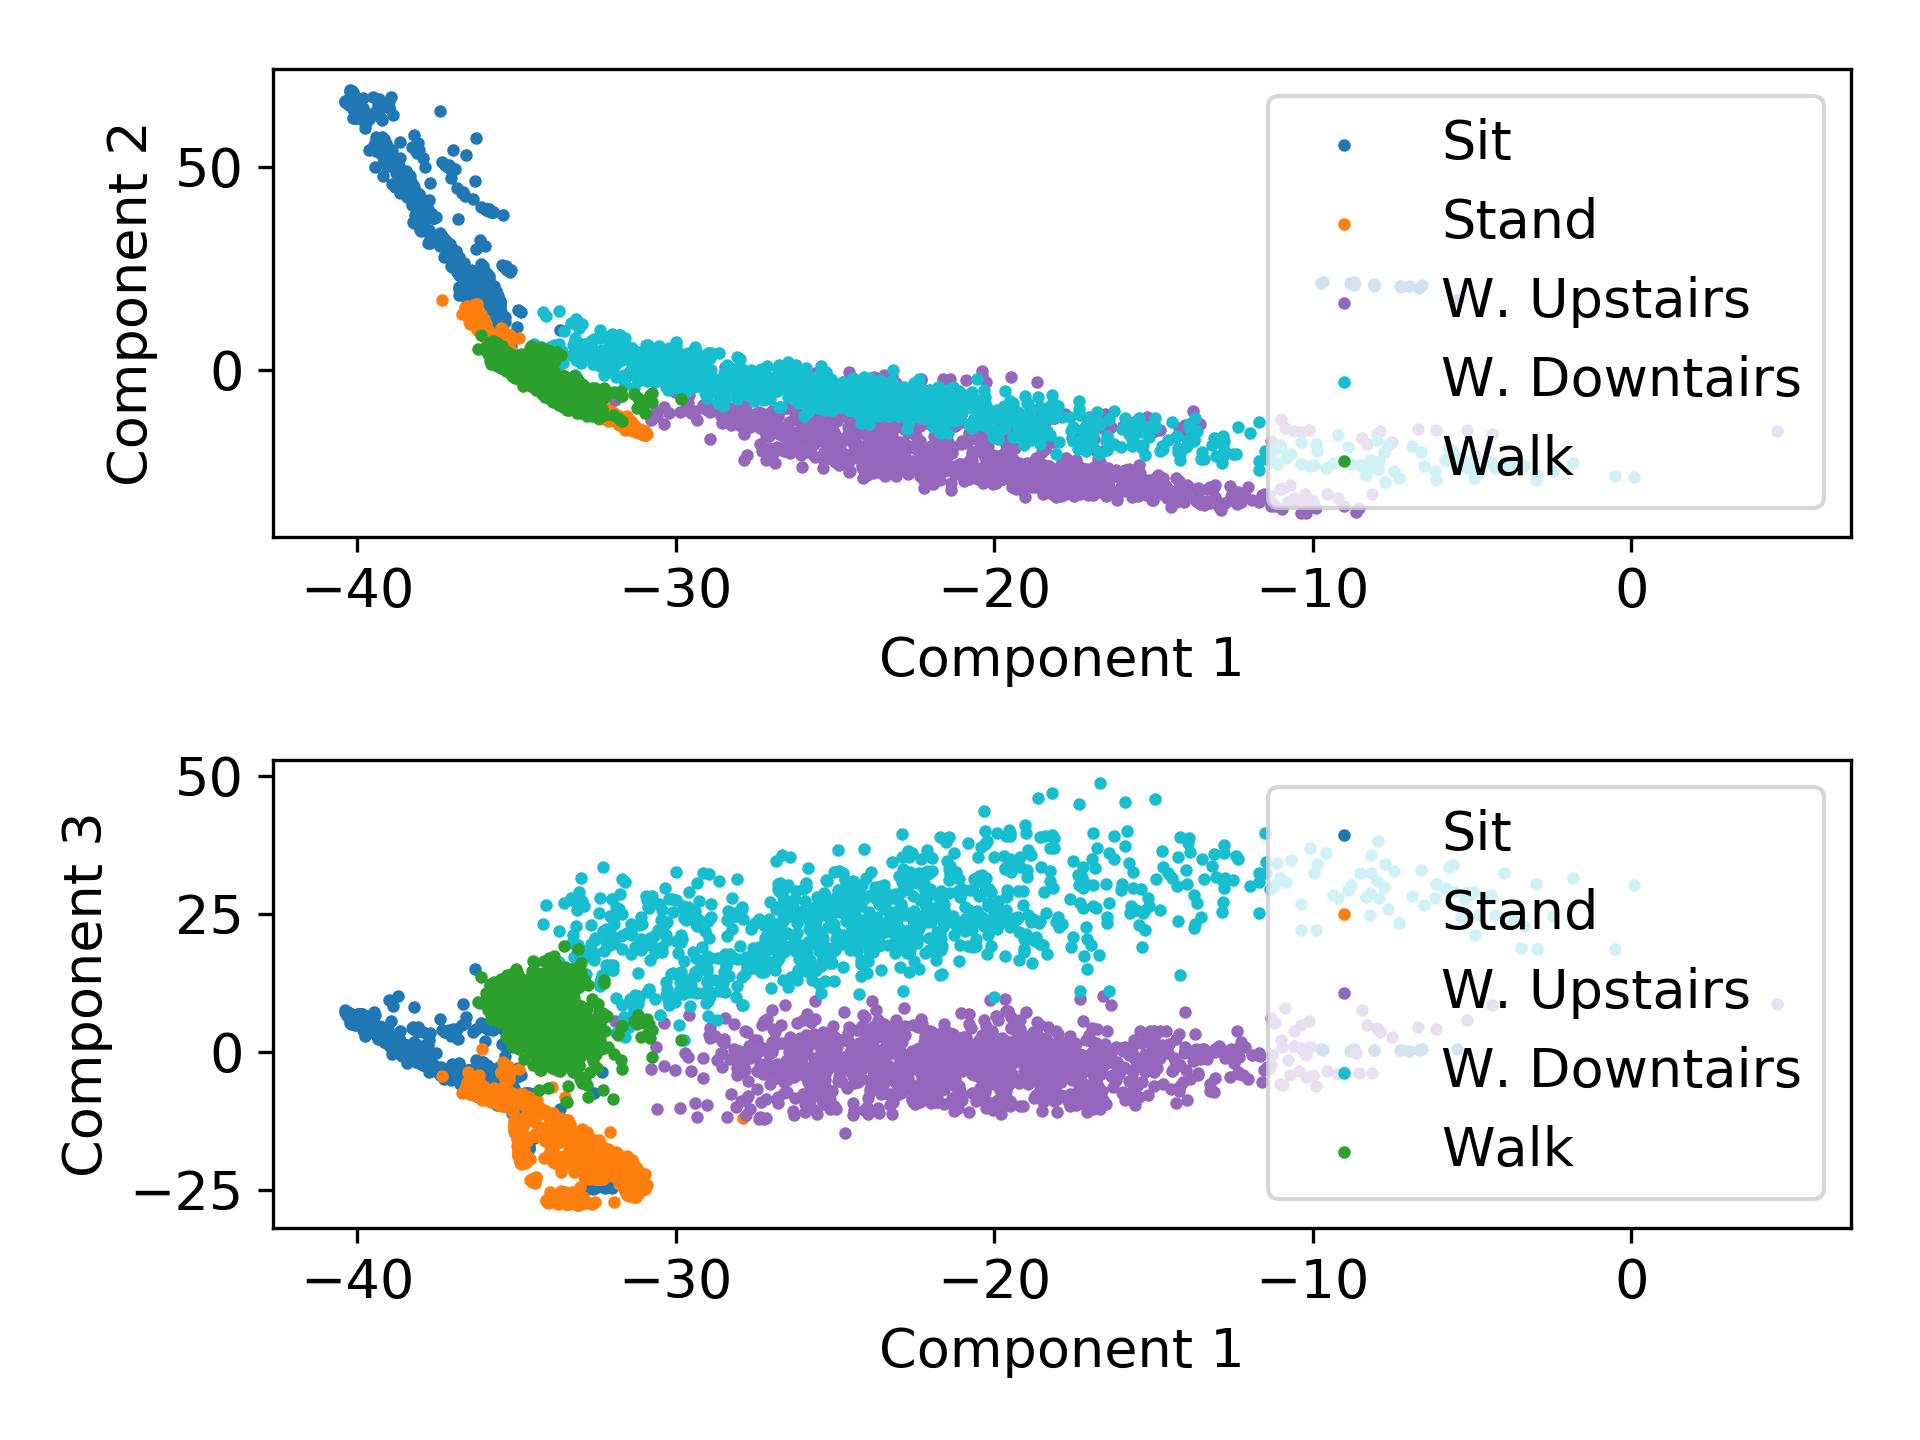 Component 2
50
0
Sit
Stand
W. Upstairs
W. Downtairs
Walk
−40
−30
−20
−10
0
Component 1
Component 3
50
25
0
−25
Sit
Stand
W. Upstairs
W. Downtairs
Walk
−40
−30
−20
−10
0
Component 1